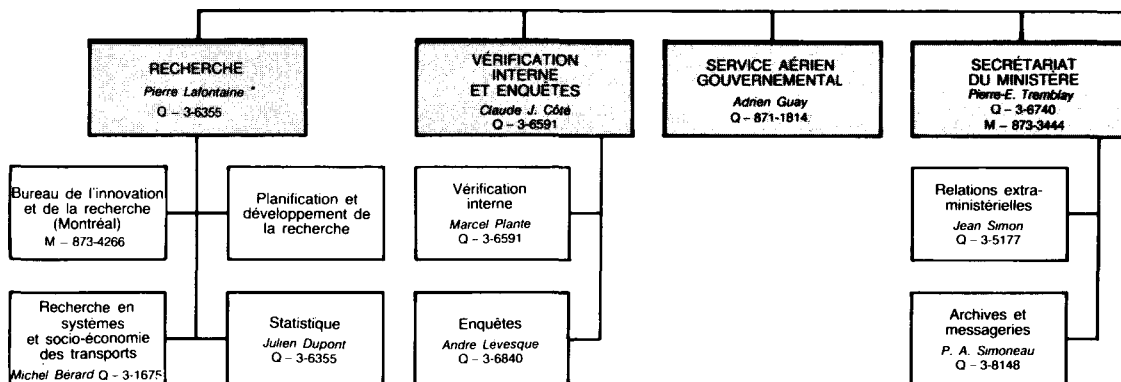 RECHERCHE
Pierre Lafontaine *
Q – 3-6355
VÉRIFICATION
INTERNE
ET ENQUÊTES
Claude J. Côté
Q – 3-6591
SERVICE AÉRIEN
GOUVERNEMENTAL
Adrien Guay
Q – 871-1814
SECRÉTARIAT
DU MINISTÈRE
Pierre-E. Tremblay
Q – 3-6740
M – 873-3444
Bureau de l'innovation
et de la recherche
(Montréal)
M – 873-4266
Planification et
développement de
la recherche
Vérification
interne
Marcel Plante
Q – 3-6591
Relations extra-
ministérielles
Jean Simon
Q – 3-5177
Recherche en
systèmes
et socio-économie
des transports
Michel Bérard Q – 3-1675
Statistique
Julien Dupont
Q – 3-6355
Enquêtes
Andre Levesque
Q – 3-6840
Archives et
messageries
P. A. Simoneau
Q – 3-8148